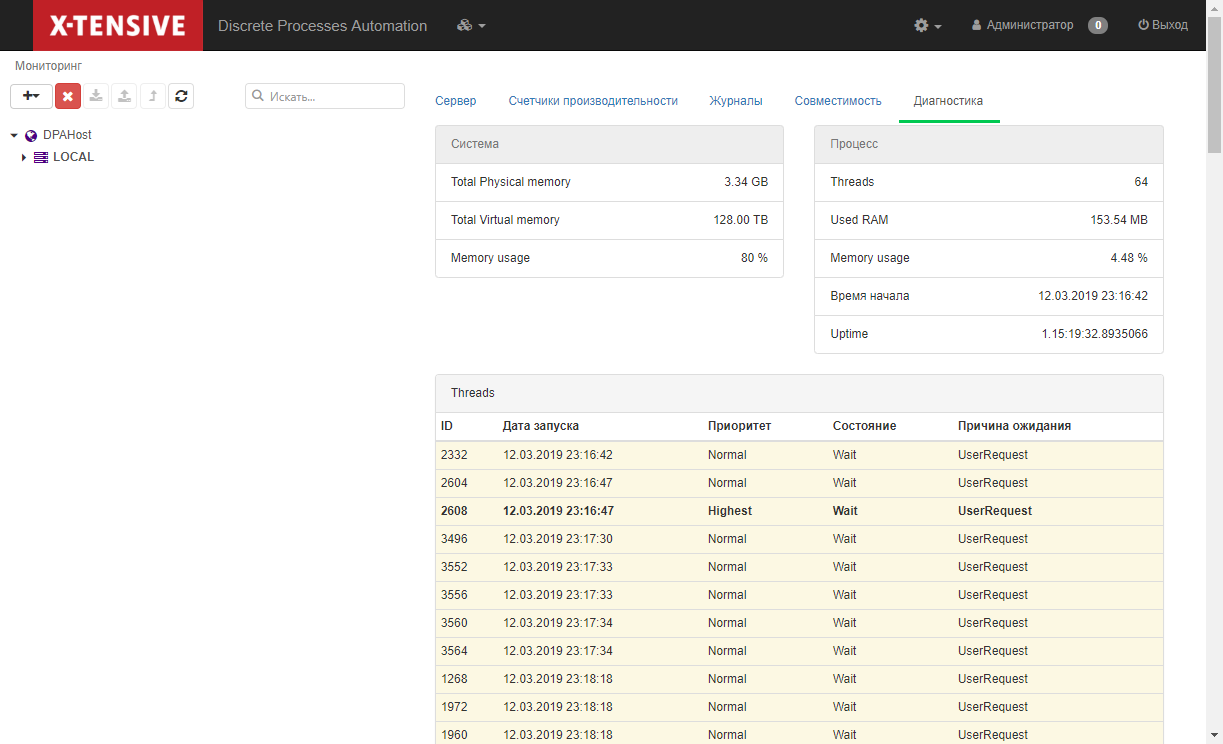 X-TENSIVE Discrete Processes Automation Администратор 0 Выход
Мониторинг
Искать...
DPAHost
LOCAL
Сервер Счетчики производительности Журналы Совместимость Диагностика
Система
Total Physical memory 3.34 GB
Total Virtual memory 128.00 TB
Memory usage 80 %
Процесс
Threads 64
Used RAM 153.54 MB
Memory usage 4.48 %
Время начала 12.03.2019 23:16:42
Uptime 1.15:19:32.8935066
Threads
ID Дата запуска Приоритет Состояние Причина ожидания
2332 12.03.2019 23:16:42 Normal Wait UserRequest
2604 12.03.2019 23:16:47 Normal Wait UserRequest
2608 12.03.2019 23:16:47 Highest Wait UserRequest
3496 12.03.2019 23:17:30 Normal Wait UserRequest
3552 12.03.2019 23:17:33 Normal Wait UserRequest
3556 12.03.2019 23:17:33 Normal Wait UserRequest
3560 12.03.2019 23:17:34 Normal Wait UserRequest
3564 12.03.2019 23:17:34 Normal Wait UserRequest
1268 12.03.2019 23:18:18 Normal Wait UserRequest
1972 12.03.2019 23:18:18 Normal Wait UserRequest
1960 12.03.2019 23:18:18 Normal Wait UserRequest